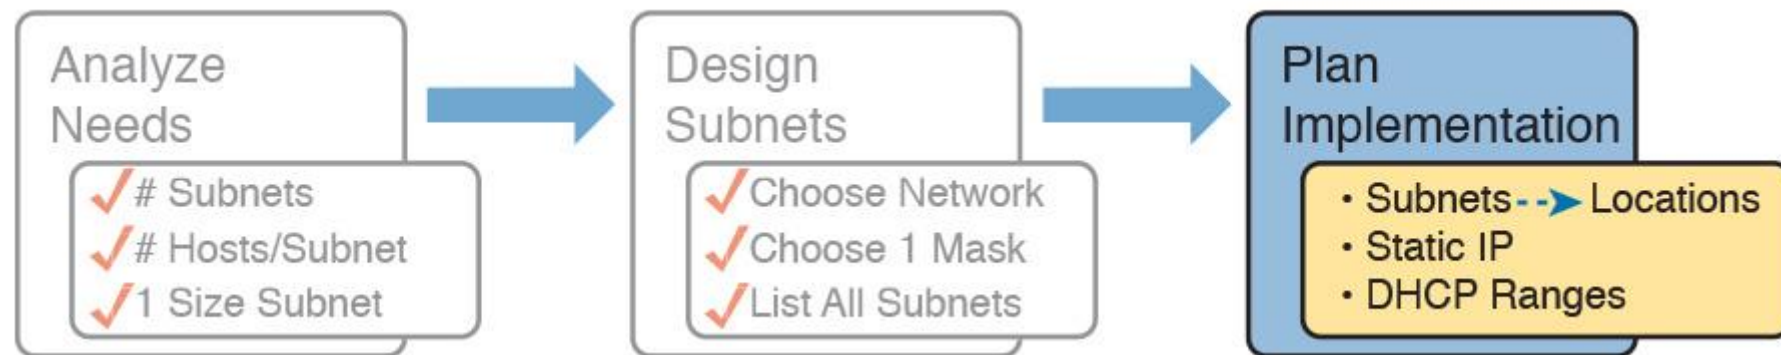 Analyze
Needs
# Subnets
# Hosts/Subnet
1 Size Subnet
Design
Subnets
Choose Network
Choose 1 Mask
List All Subnets
Plan
Implementation
• Subnets --➤ Locations
• Static IP
• DHCP Ranges